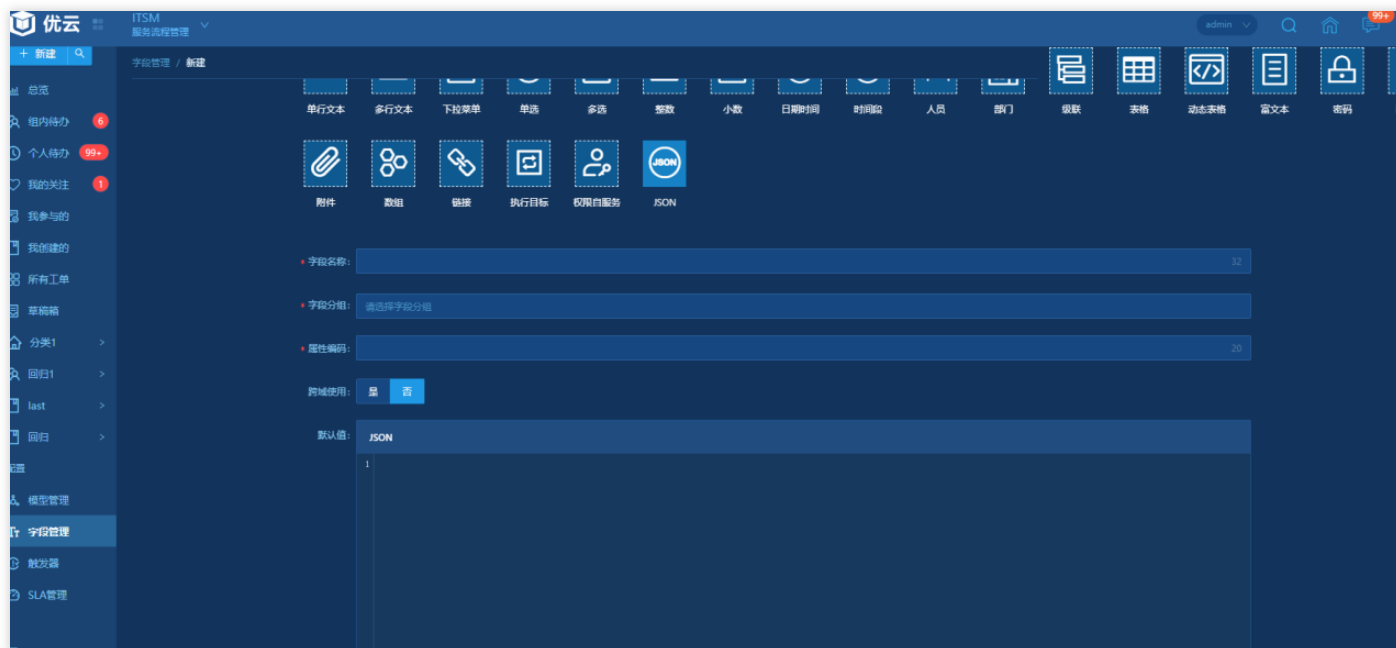 优云
ITSM
服务流程管理
admin
99+
+ 新建
字段管理 / 新建
总览
组内待办 6
个人待办 99+
我的关注 1
我参与的
我创建的
所有工单
草稿箱
分类1 >
回归1 >
last >
回归 >
配置
模型管理
字段管理
触发器
SLA管理
单行文本 多行文本 下拉菜单 单选 多选 整数 小数 日期时间 时间段 人员 部门 级联 表格 动态表格 富文本 密码
JSON
附件 数组 链接 执行目标 权限自服务 JSON
* 字段名称: 32
* 字段分组: 请选择字段分组
* 属性编码: 20
跨域使用: 是 否
默认值: JSON
1